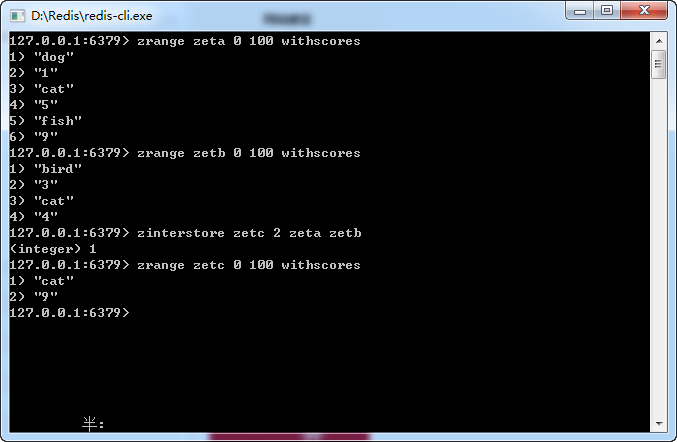 D:\Redis\redis-cli.exe
127.0.0.1:6379> zrange zeta 0 100 withscores
1) "dog"
2) "1"
3) "cat"
4) "5"
5) "fish"
6) "9"
127.0.0.1:6379> zrange zetb 0 100 withscores
1) "bird"
2) "3"
3) "cat"
4) "4"
127.0.0.1:6379> zinterstore zetc 2 zeta zetb
(integer) 1
127.0.0.1:6379> zrange zetc 0 100 withscores
1) "cat"
2) "9"
127.0.0.1:6379>
半: